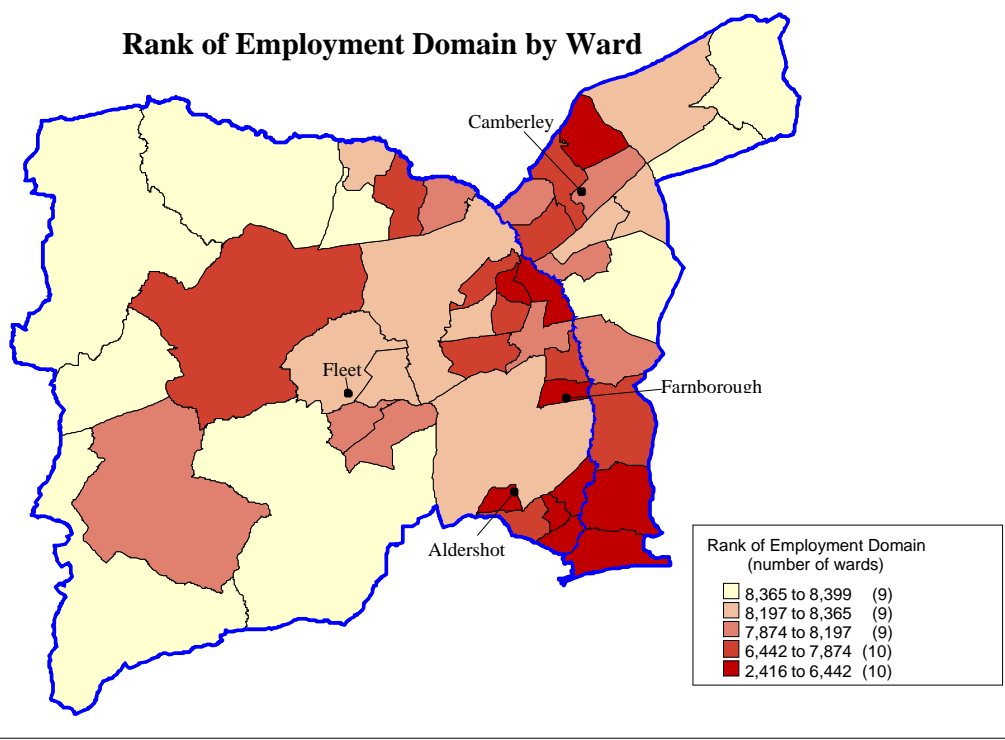 Rank of Employment Domain by Ward
Camberley
Fleet
Farnborough
Aldershot
Rank of Employment Domain
(number of wards)
8,365 to 8,399 (9)
8,197 to 8,365 (9)
7,874 to 8,197 (9)
6,442 to 7,874 (10)
2,416 to 6,442 (10)